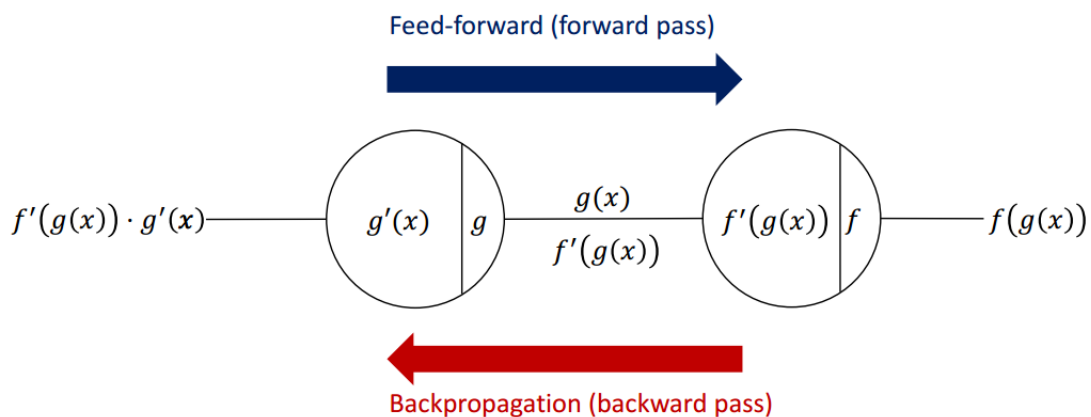 Feed-forward (forward pass)
f′(g(x)) · g′(𝒙)
g′(x)
g
g(x)
f′(g(x))
f′(g(x))
f
f(g(x))
Backpropagation (backward pass)